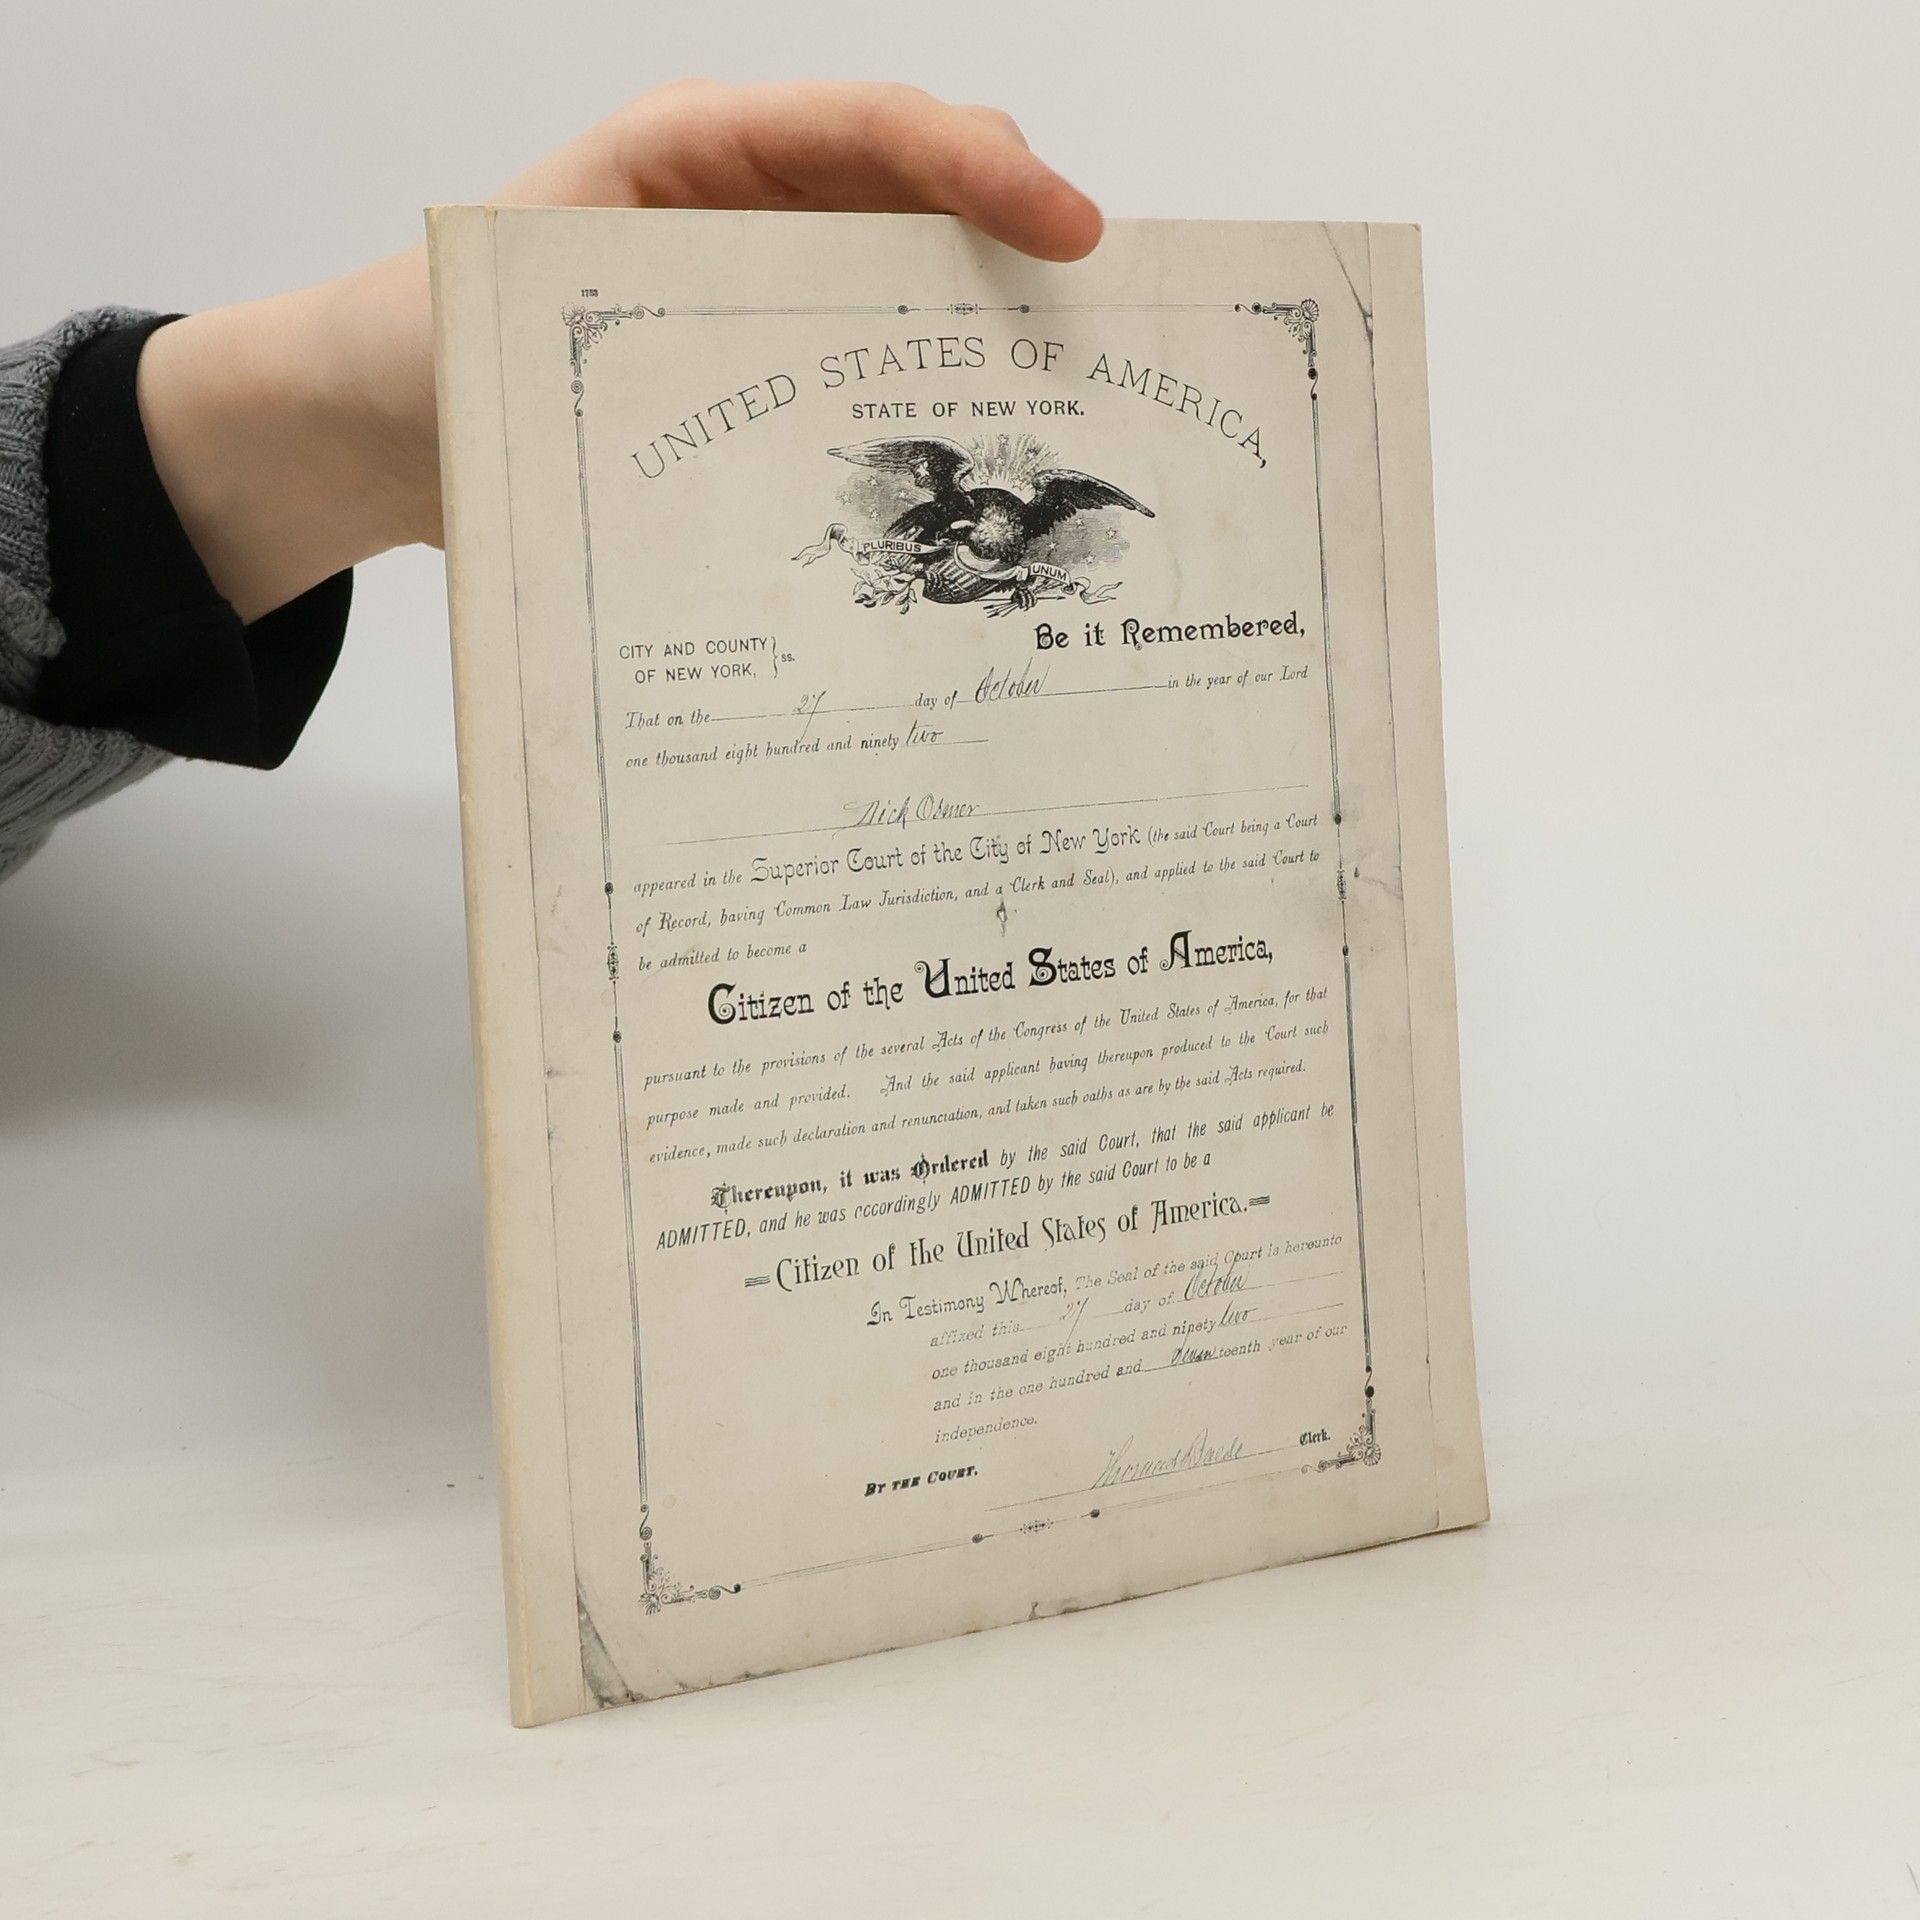 1753
UNITED STATES OF AMERICA,
STATE OF NEW YORK.
PLURIBUS
UNUM
CITY AND COUNTY
OF NEW YORK, } ss.
Be it Remembered,
That on the 27 day of October in the year of our Lord
one thousand eight hundred and ninety two
Nick Osmer
appeared in the Superior Court of the City of New York (the said Court being a Court
of Record, having Common Law Jurisdiction, and a Clerk and Seal), and applied to the said Court to
be admitted to become a
Citizen of the United States of America,
pursuant to the provisions of the several Acts of the Congress of the United States of America, for that
purpose made and provided. And the said applicant having thereupon produced to the Court such
evidence, made such declaration and renunciation, and taken such oaths as are by the said Acts required.
Thereupon, it was Ordered by the said Court, that the said applicant be
ADMITTED, and he was accordingly ADMITTED by the said Court to be a
Citizen of the United States of America.
In Testimony Whereof, The Seal of the said Court is hereunto
affixed this 27 day of October
one thousand eight hundred and ninety two
and in the one hundred and seventeenth year of our
independence.
By the Court.
Clerk.